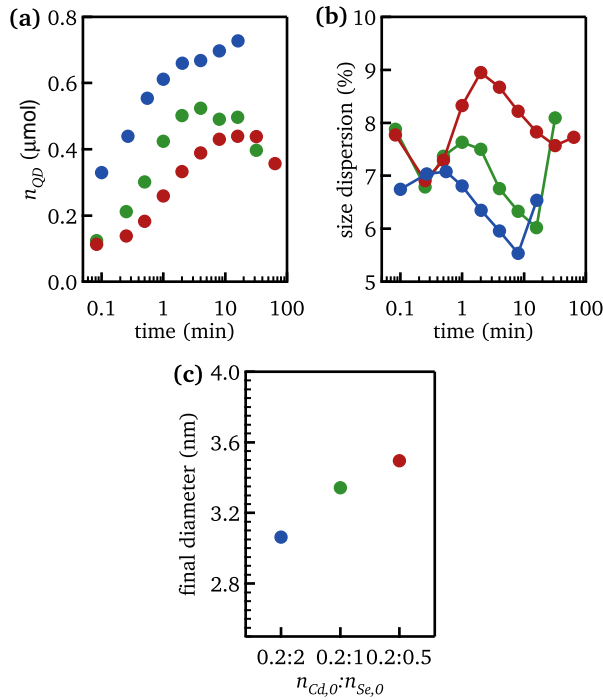 (a)
0.8
0.6
0.4
0.2
0.0
n_QD (μmol)
0.1 1 10 100
time (min)
(b)
10
9
8
7
6
5
size dispersion (%)
0.1 1 10 100
time (min)
(c)
4.0
3.6
3.2
2.8
final diameter (nm)
0.2:2 0.2:1 0.2:0.5
n_Cd,0:n_Se,0